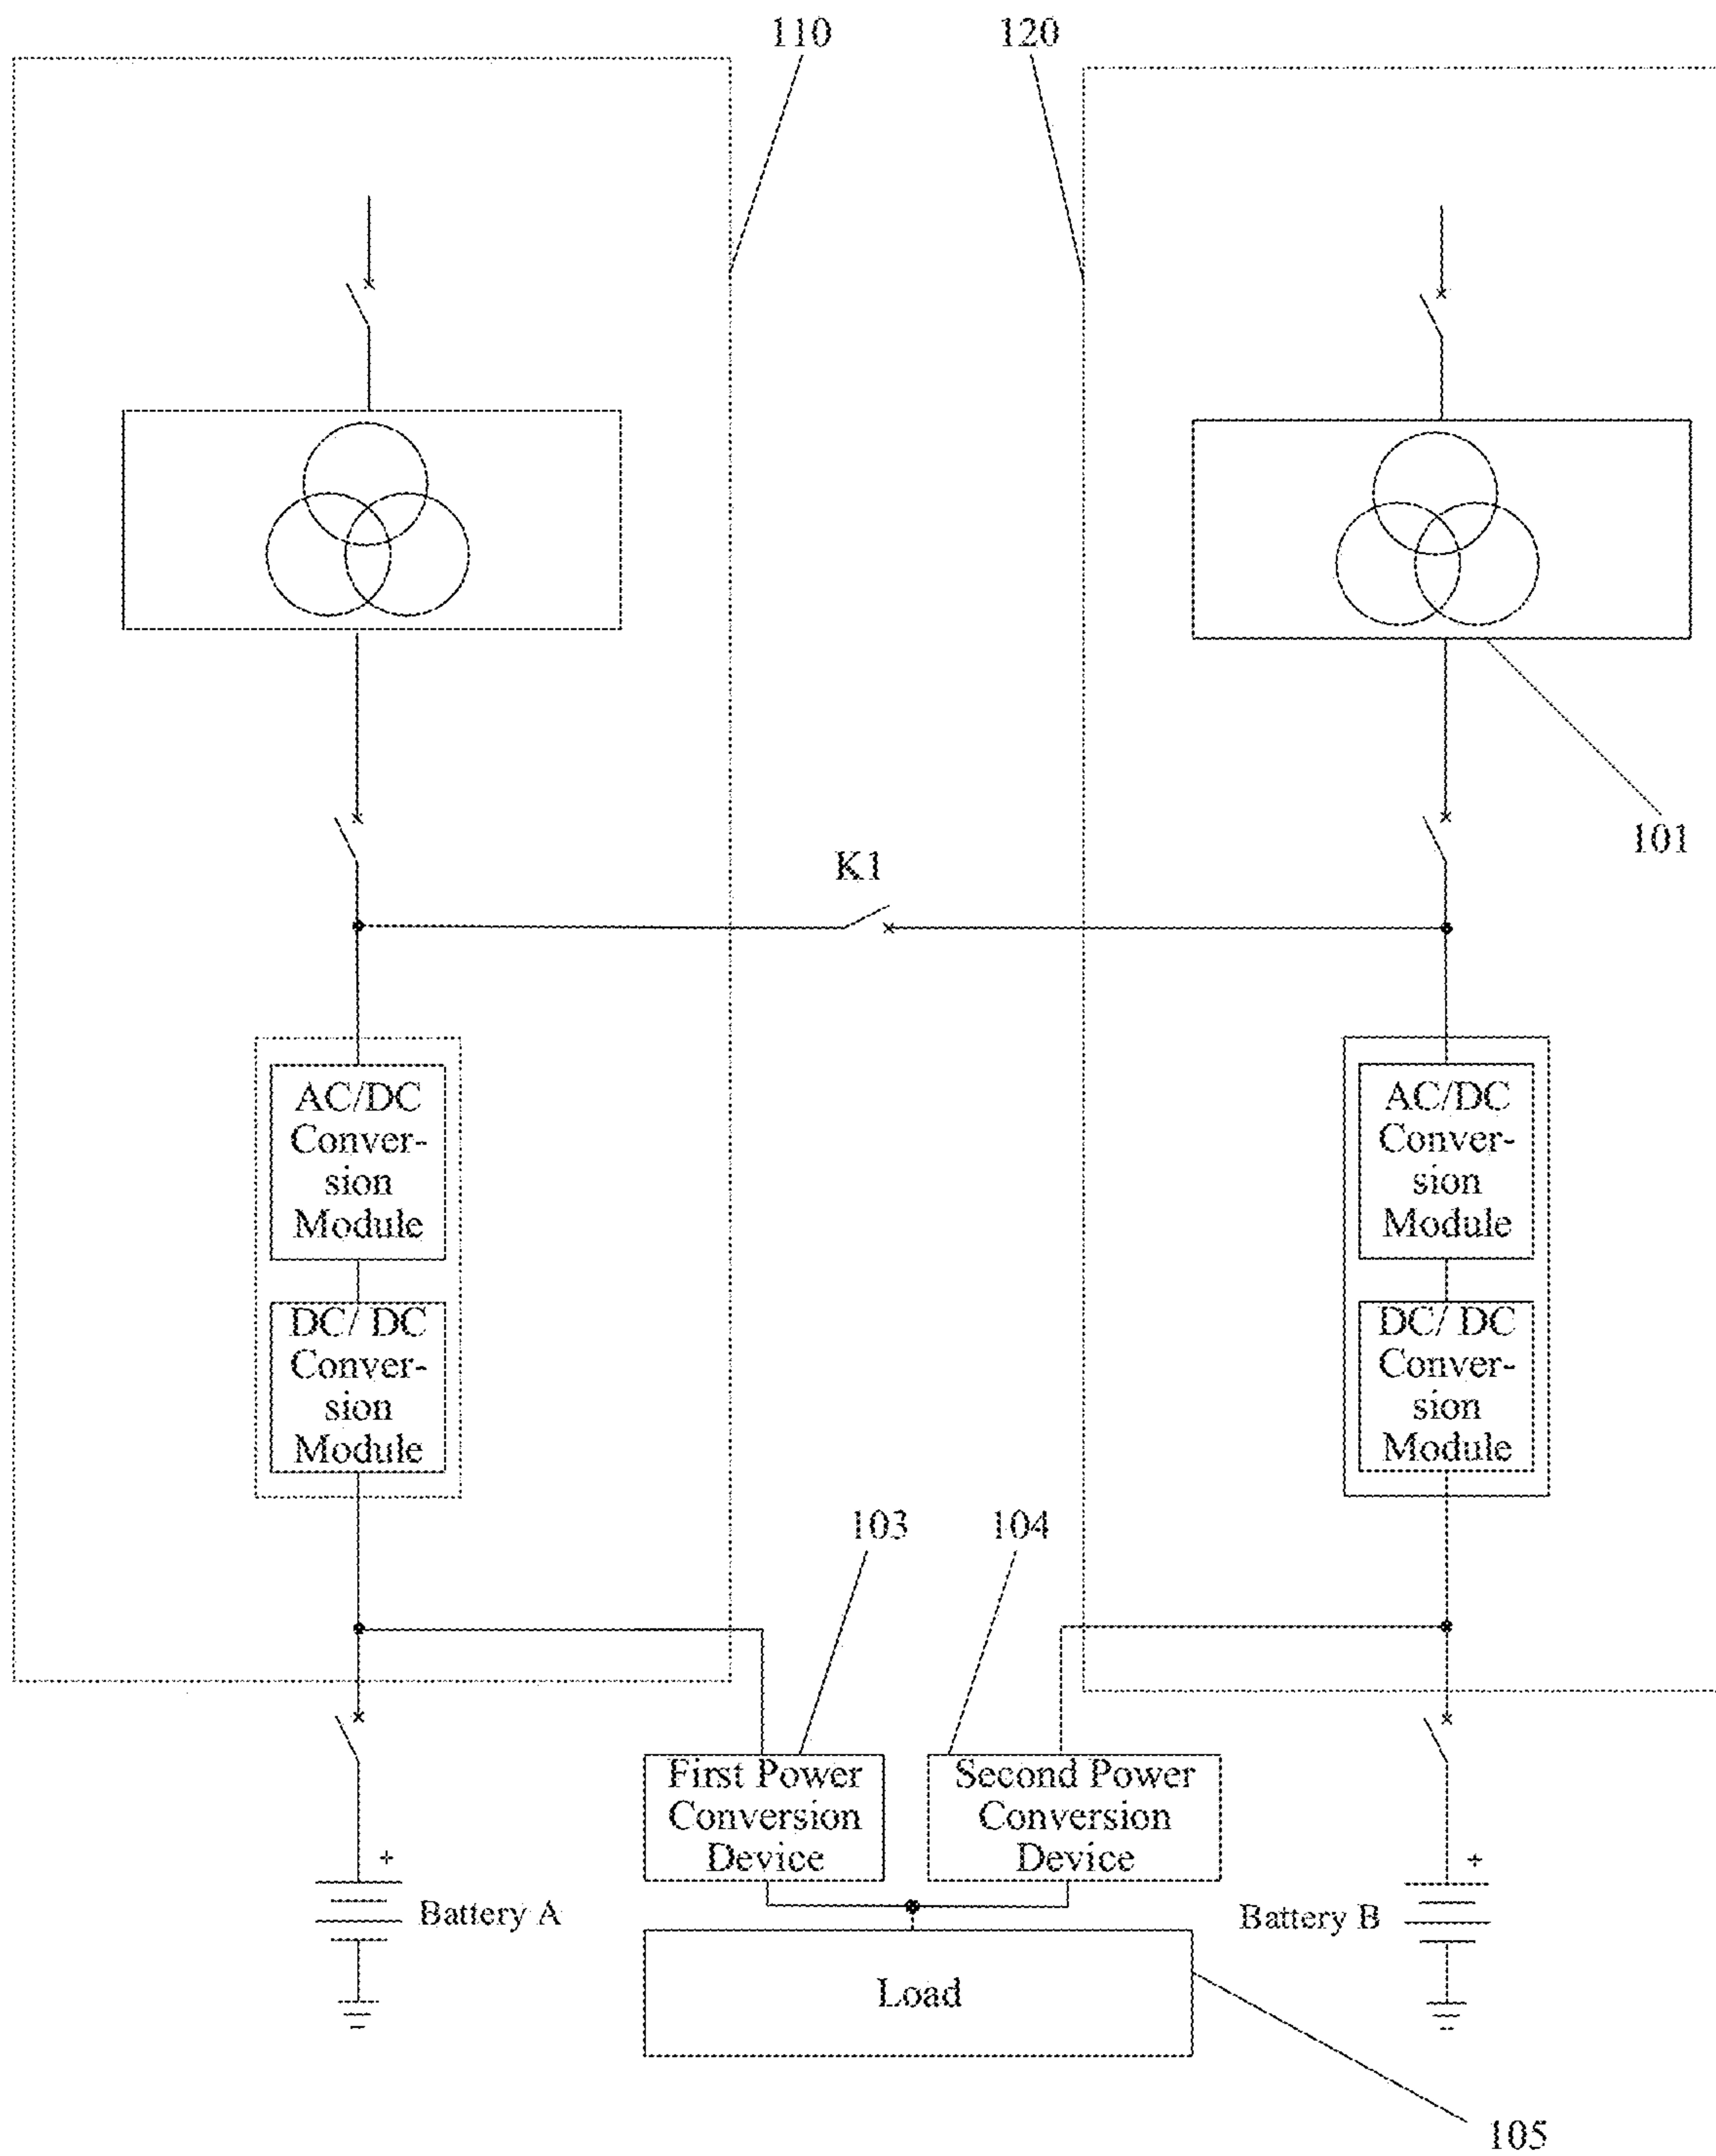 110
120
101
K1
AC/DC
Conver-
sion
Module
AC/DC
Conver-
sion
Module
DC/ DC
Conver-
sion
Module
DC/ DC
Conver-
sion
Module
103
104
First Power
Conversion
Device
Second Power
Conversion
Device
+
Battery A
+
Battery B
Load
105